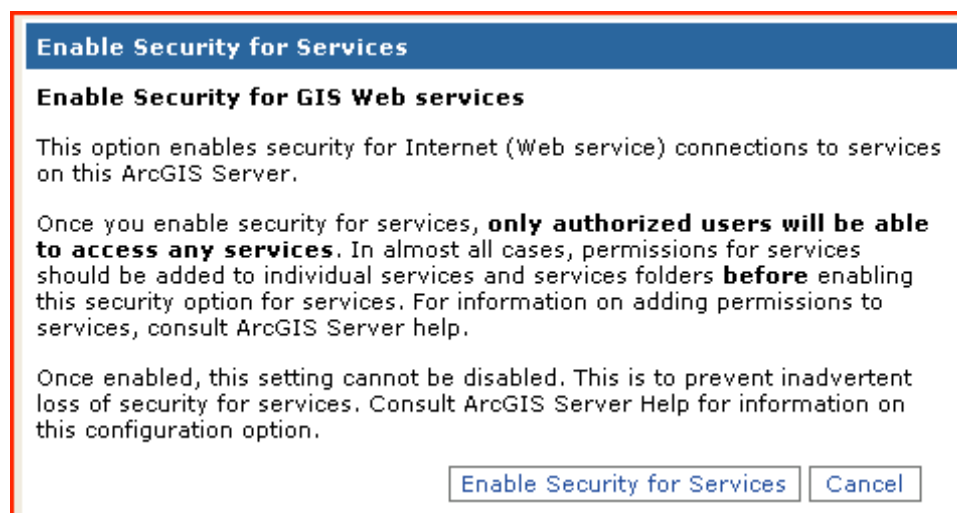 Enable Security for Services
Enable Security for GIS Web services
This option enables security for Internet (Web service) connections to services
on this ArcGIS Server.
Once you enable security for services, only authorized users will be able
to access any services. In almost all cases, permissions for services
should be added to individual services and services folders before enabling
this security option for services. For information on adding permissions to
services, consult ArcGIS Server help.
Once enabled, this setting cannot be disabled. This is to prevent inadvertent
loss of security for services. Consult ArcGIS Server Help for information on
this configuration option.
Enable Security for Services Cancel